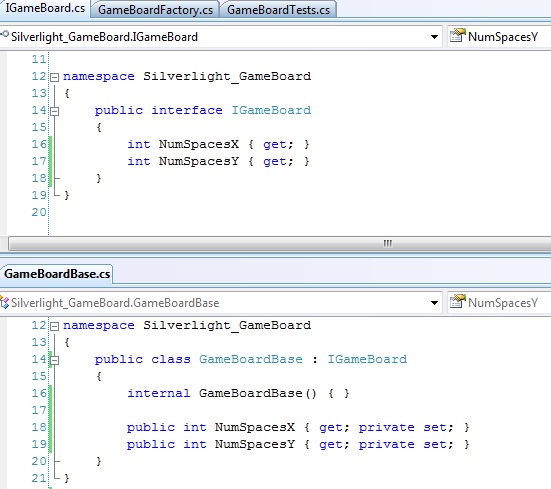 IGameBoard.cs GameBoardFactory.cs GameBoardTests.cs
Silverlight_GameBoard.IGameBoard NumSpacesY
11
12 namespace Silverlight_GameBoard
13 {
14 public interface IGameBoard
15 {
16 int NumSpacesX { get; }
17 int NumSpacesY { get; }
18 }
19 }
20
GameBoardBase.cs
Silverlight_GameBoard.GameBoardBase NumSpacesY
12 namespace Silverlight_GameBoard
13 {
14 public class GameBoardBase : IGameBoard
15 {
16 internal GameBoardBase() { }
17
18 public int NumSpacesX { get; private set; }
19 public int NumSpacesY { get; private set; }
20 }
21 }